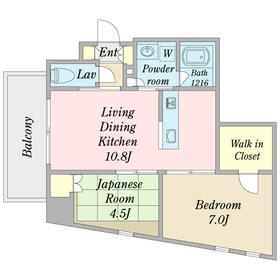 Ent
Lav
W
Powder
room
Bath
1216
Balcony
Living
Dining
Kitchen
10.8J
Walk in
Closet
Japanese
Room
4.5J
Bedroom
7.0J